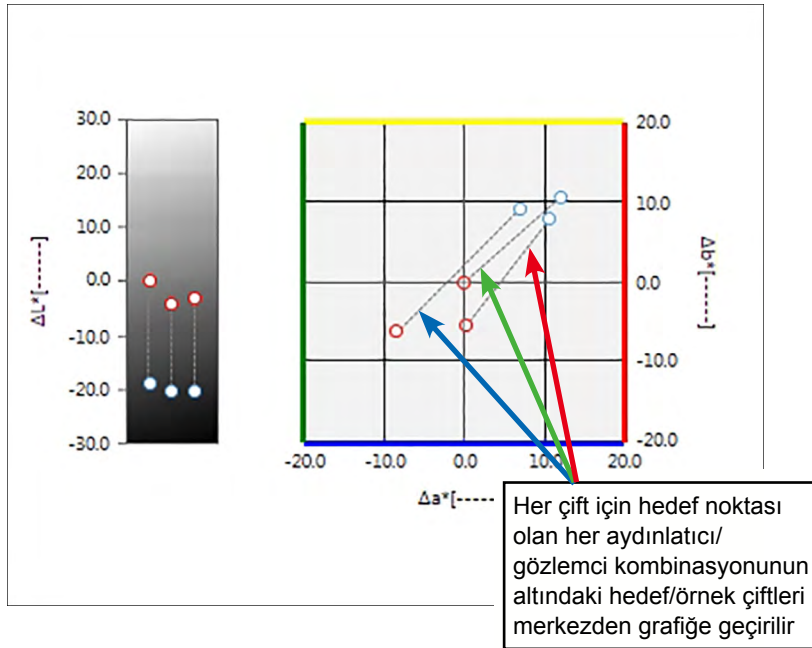 30.0
20.0
10.0
0.0
-10.0
-20.0
-30.0
ΔL*[------]
20.0
10.0
0.0
-10.0
-20.0
Δb*[------]
-20.0 -10.0 0.0 10.0 20.0
Δa*[-----
Her çift için hedef noktası
olan her aydınlatıcı/
gözlemci kombinasyonunun
altındaki hedef/örnek çiftleri
merkezden grafiğe geçirilir